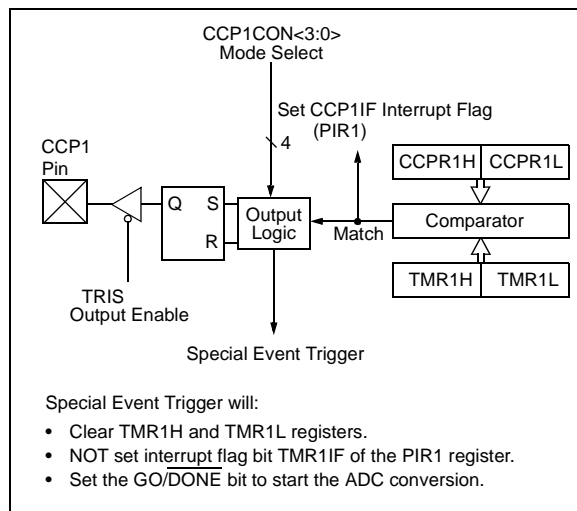 CCP1CON<3:0>
Mode Select
Set CCP1IF Interrupt Flag
(PIR1)
CCP1
Pin
4
CCPR1H CCPR1L
Q S
R
Output
Logic
Match
Comparator
TRIS
Output Enable
TMR1H TMR1L
Special Event Trigger
Special Event Trigger will:
• Clear TMR1H and TMR1L registers.
• NOT set interrupt flag bit TMR1IF of the PIR1 register.
• Set the GO/DONE bit to start the ADC conversion.